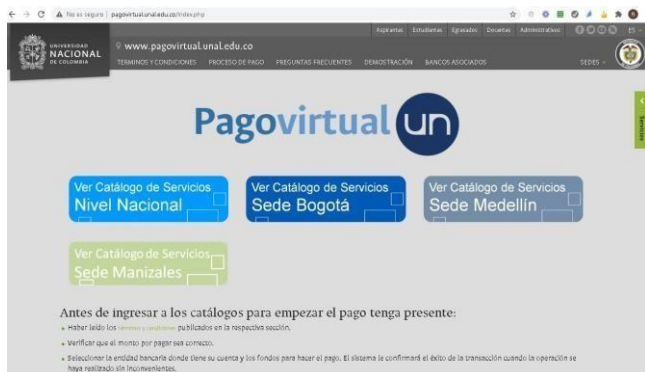 No es seguro | pagovirtual.unal.edu.co/index.php
Aspirantes Estudiantes Egresados Docentes Administrativos ES
UNIVERSIDAD
NACIONAL
DE COLOMBIA
www.pagovirtual.unal.edu.co
TERMINOS Y CONDICIONES PROCESO DE PAGO PREGUNTAS FRECUENTES DEMOSTRACIÓN BANCOS ASOCIADOS SEDES
Servicios
Pagovirtual un
Ver Catálogo de Servicios
Nivel Nacional
Ver Catálogo de Servicios
Sede Bogotá
Ver Catálogo de Servicios
Sede Medellín
Ver Catálogo de Servicios
Sede Manizales
Antes de ingresar a los catálogos para empezar el pago tenga presente:
Haber leído los términos y condiciones publicados en la respectiva sección.
Verificar que el monto por pagar sea correcto.
Seleccionar la entidad bancaria donde tiene su cuenta y los fondos para hacer el pago. El sistema le confirmará el éxito de la transacción cuando la operación se
haya realizado sin inconvenientes.